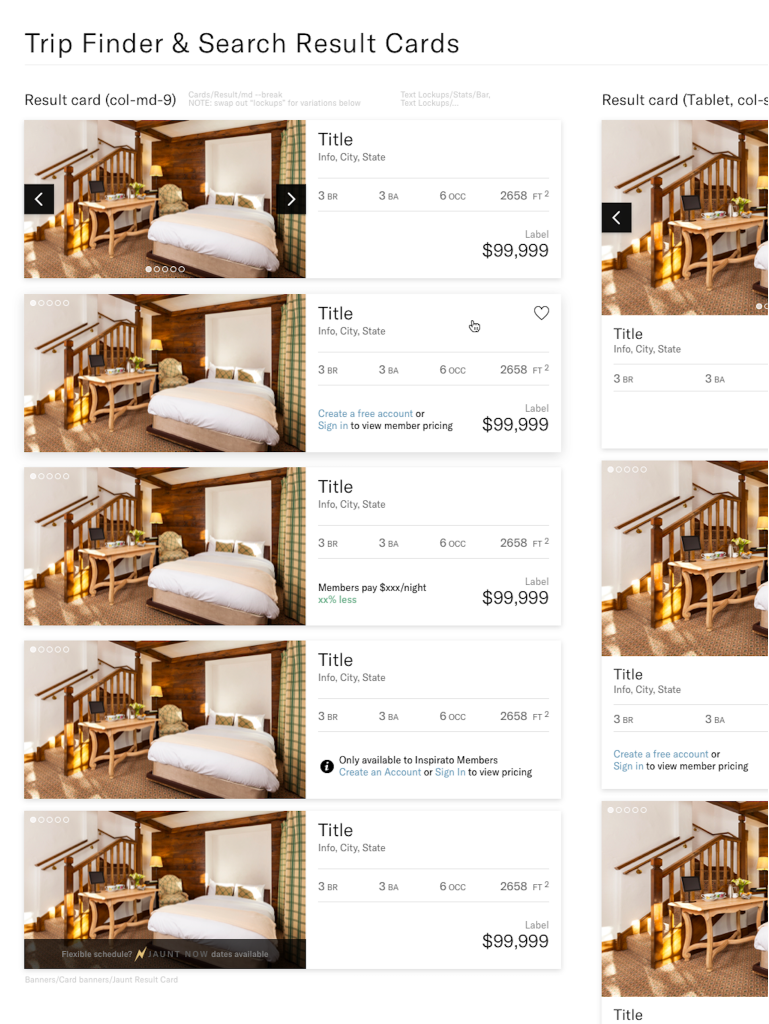 Trip Finder & Search Result Cards
Result card (col-md-9)
Cards/Result/md --break
NOTE: swap out "lockups" for variations below
Text Lockups/Stats/Bar,
Text Lockups/...
Result card (Tablet, col-s
Title
Info, City, State
3 BR 3 BA 6 OCC 2658 FT 2
Label
$99,999
Title
Info, City, State
3 BR 3 BA 6 OCC 2658 FT 2
Create a free account or
Sign in to view member pricing
Label
$99,999
Title
Info, City, State
3 BR 3 BA 6 OCC 2658 FT 2
Members pay $xxx/night
xx% less
Label
$99,999
Title
Info, City, State
3 BR 3 BA 6 OCC 2658 FT 2
Only available to Inspirato Members
Create an Account or Sign In to view pricing
Title
Info, City, State
3 BR 3 BA 6 OCC 2658 FT 2
Label
$99,999
Flexible schedule? JAUNT NOW dates available
Banners/Card banners/Jaunt Result Card
Title
Info, City, State
3 BR 3 BA
Title
Info, City, State
3 BR 3 BA
Create a free account or
Sign in to view member pricing
Title